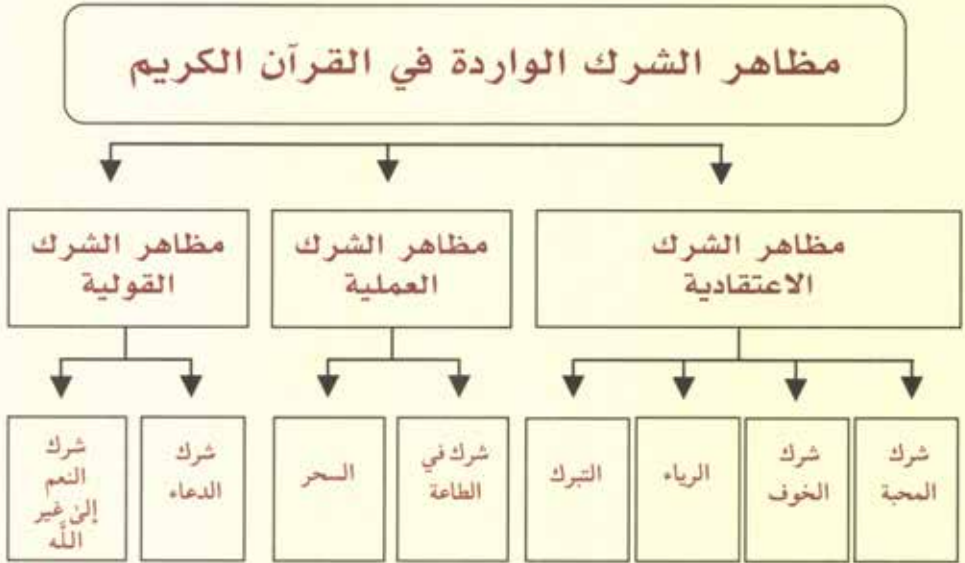 مظاهر الشرك الواردة في القرآن الكريم
مظاهر الشرك
الاعتقادية
مظاهر الشرك
العملية
مظاهر الشرك
القولية
شرك
المحبة
شرك
الخوف
الرياء
التبرك
شرك في
الطاعة
السحر
شرك
الدعاء
شرك
النعم
إلى غير
اللَّه